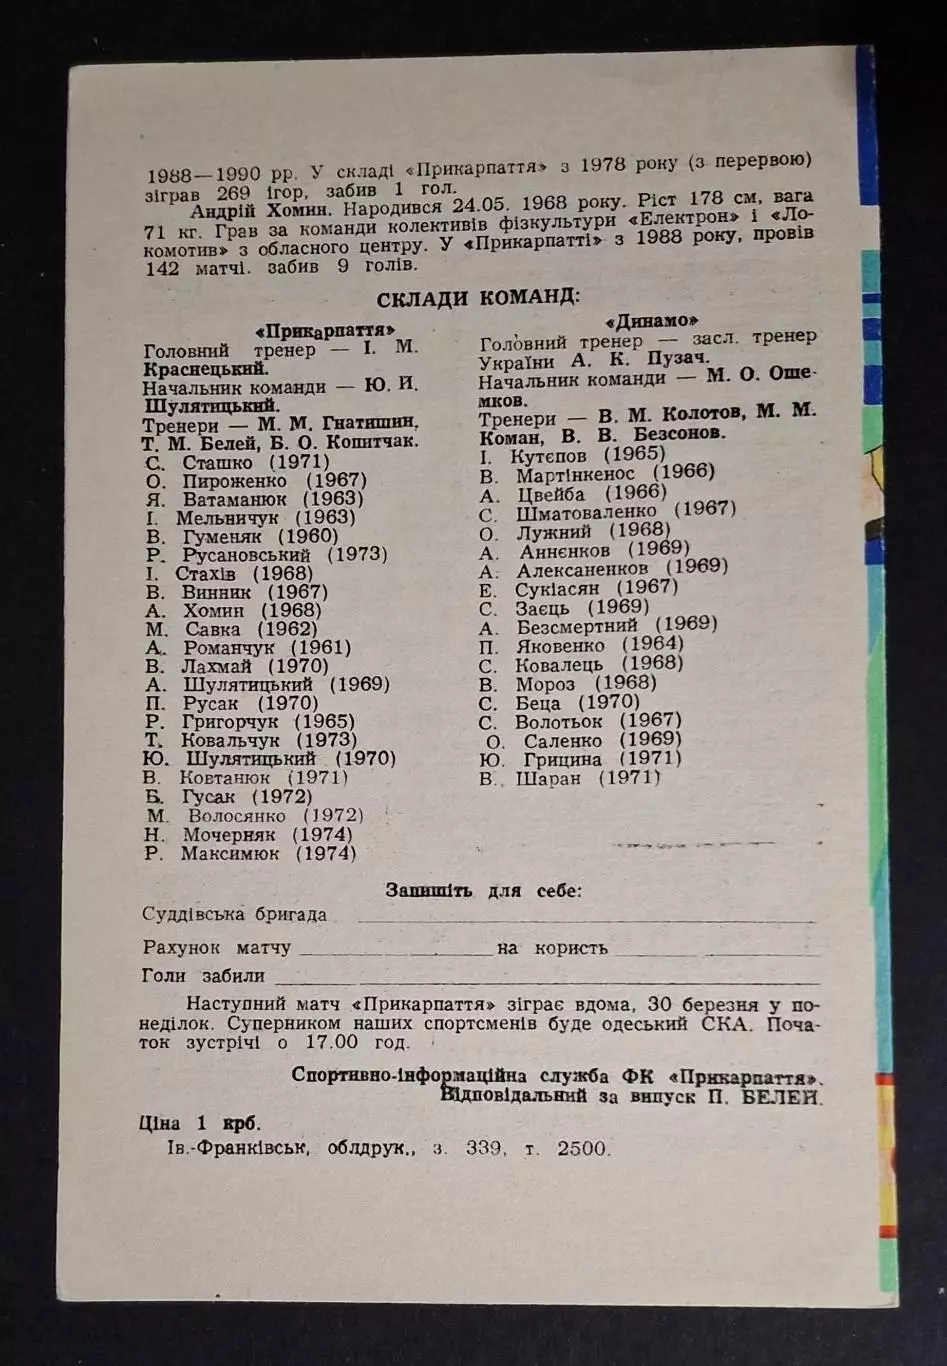 1988—1990 рр. У складі «Прикарпаття» з 1978 року (з перервою)
зіграв 269 ігор, забив 1 гол.
Андрій Хомин. Народився 24.05. 1968 року. Ріст 178 см, вага
71 кг. Грав за команди колективів фізкультури «Електрон» і «Ло-
комотив» з обласного центру. У «Прикарпатті» з 1988 року, провів
142 матчі. забив 9 голів.
СКЛАДИ КОМАНД:
«Прикарпаття»
Головний тренер — І. М.
Краснецький.
Начальник команди — Ю. Й.
Шулятицький.
Тренери — М. М. Гнатишин,
Т. М. Белей, Б. О. Копитчак.
С. Сташко (1971)
О. Пироженко (1967)
Я. Ватаманюк (1963)
І. Мельничук (1963)
В. Гуменяк (1960)
Р. Русановський (1973)
І. Стахів (1968)
В. Винник (1967)
А. Хомин (1968)
М. Савка (1962)
А. Романчук (1961)
В. Лахмай (1970)
А. Шулятицький (1969)
П. Русак (1970)
Р. Григорчук (1965)
Т. Ковальчук (1973)
Ю. Шулятицький (1970)
В. Ковтанюк (1971)
Б. Гусак (1972)
М. Волосянко (1972)
Н. Мочерняк (1974)
Р. Максимюк (1974)
«Динамо»
Головний тренер — засл. тренер
України А. К. Пузач.
Начальник команди — М. О. Оше-
мков.
Тренери — В. М. Колотов, М. М.
Коман, В. В. Безсонов.
І. Кутєпов (1965)
В. Мартінкенос (1966)
А. Цвейба (1966)
С. Шматоваленко (1967)
О. Лужний (1968)
А. Аннєнков (1969)
А. Алексаненков (1969)
Е. Сукіасян (1967)
С. Заєць (1969)
А. Безсмертний (1969)
П. Яковенко (1964)
С. Ковалець (1968)
В. Мороз (1968)
С. Беца (1970)
С. Волотьок (1967)
О. Саленко (1969)
Ю. Грицина (1971)
В. Шаран (1971)
Запишіть для себе:
Суддівська бригада
Рахунок матчу на користь
Голи забили
Наступний матч «Прикарпаття» зіграє вдома, 30 березня у по-
неділок. Суперником наших спортсменів буде одеський СКА. Поча-
ток зустрічі о 17.00 год.
Спортивно-інформаційна служба ФК «Прикарпаття».
Відповідальний за випуск П. БЕЛЕЙ.
Ціна 1 крб.
Ів.-Франківськ, облдрук., з. 339, т. 2500.